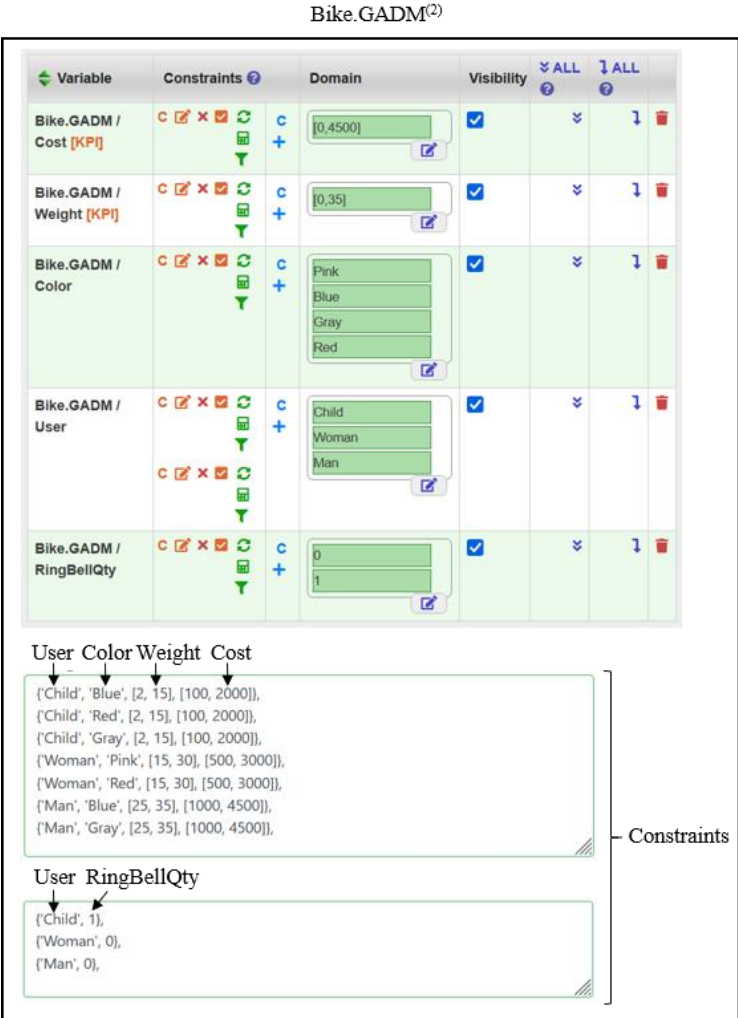 Bike.GADM(2)
Variable Constraints Domain Visibility ALL ALL
Bike.GADM / Cost [KPI] C C [0,4500]
Bike.GADM / Weight [KPI] C C [0,35]
Bike.GADM / Color C C Pink
Blue
Gray
Red
Bike.GADM / User C C Child
Woman
Man
C
Bike.GADM / RingBellQty C C 0
1
User Color Weight Cost
{'Child', 'Blue', [2, 15], [100, 2000]},
{'Child', 'Red', [2, 15], [100, 2000]},
{'Child', 'Gray', [2, 15], [100, 2000]},
{'Woman', 'Pink', [15, 30], [500, 3000]},
{'Woman', 'Red', [15, 30], [500, 3000]},
{'Man', 'Blue', [25, 35], [1000, 4500]},
{'Man', 'Gray', [25, 35], [1000, 4500]},
Constraints
User RingBellQty
{'Child', 1},
{'Woman', 0},
{'Man', 0},